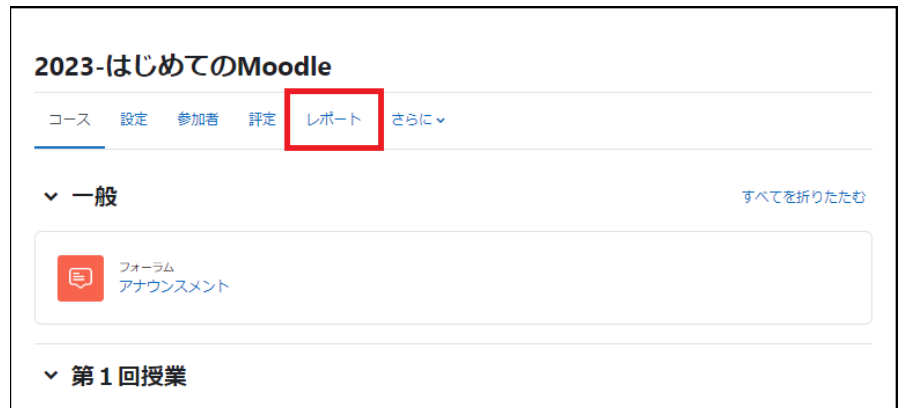 2023-はじめてのMoodle
コース 設定 参加者 評定 レポート さらに
一般 すべてを折りたたむ
フォーラム
アナウンスメント
第1回授業